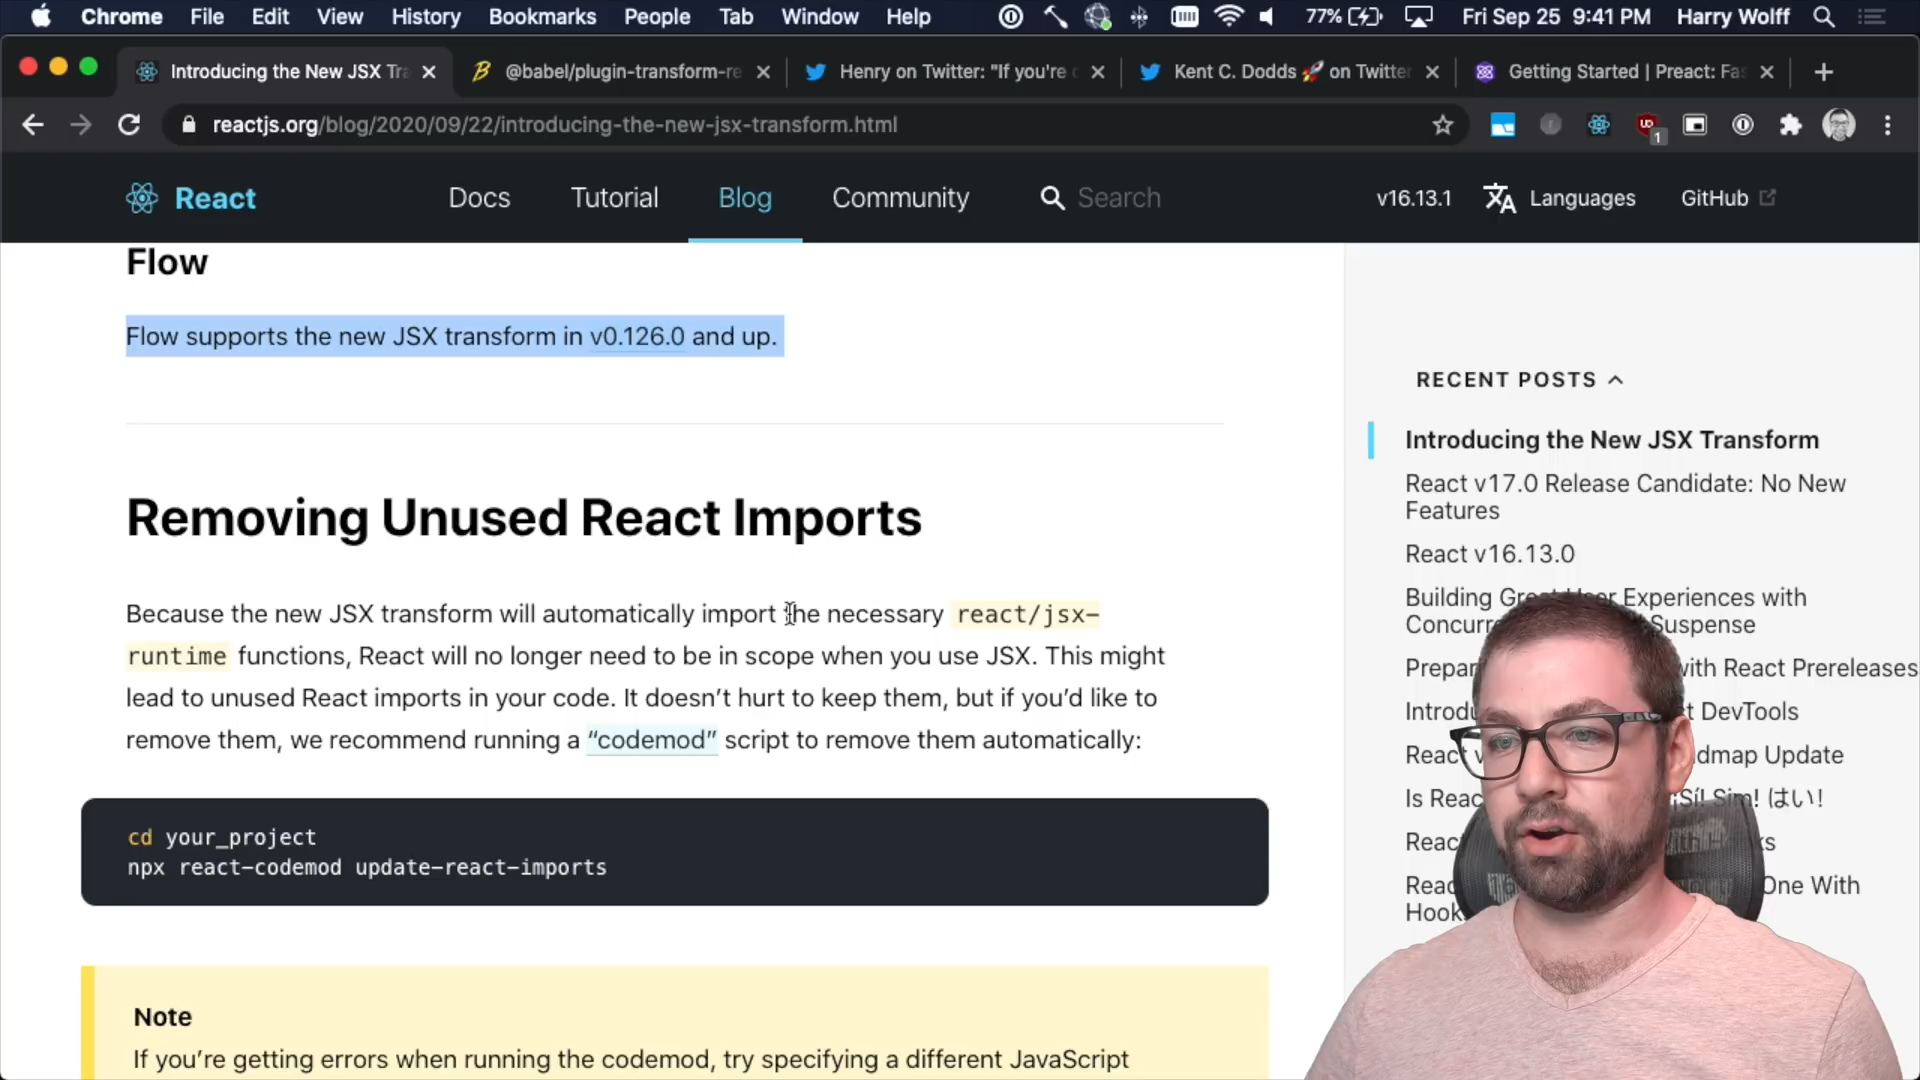 Chrome File Edit View History Bookmarks People Tab Window Help 77% Fri Sep 25 9:41 PM Harry Wolff
Introducing the New JSX Tra
@babel/plugin-transform-re
Henry on Twitter: "If you're
Kent C. Dodds 🚀 on Twitter
Getting Started | Preact: Fas
reactjs.org/blog/2020/09/22/introducing-the-new-jsx-transform.html
1
React Docs Tutorial Blog Community Search v16.13.1 Languages GitHub
Flow
Flow supports the new JSX transform in v0.126.0 and up.
Removing Unused React Imports
Because the new JSX transform will automatically import the necessary react/jsx-
runtime functions, React will no longer need to be in scope when you use JSX. This might
lead to unused React imports in your code. It doesn’t hurt to keep them, but if you’d like to
remove them, we recommend running a “codemod” script to remove them automatically:
cd your_project
npx react-codemod update-react-imports
Note
If you’re getting errors when running the codemod, try specifying a different JavaScript
RECENT POSTS
Introducing the New JSX Transform
React v17.0 Release Candidate: No New
Features
React v16.13.0
Building Great User Experiences with
Suspense
with React Prereleases
DevTools
React Update
Is ¡Sí! Sim! はい!
One With